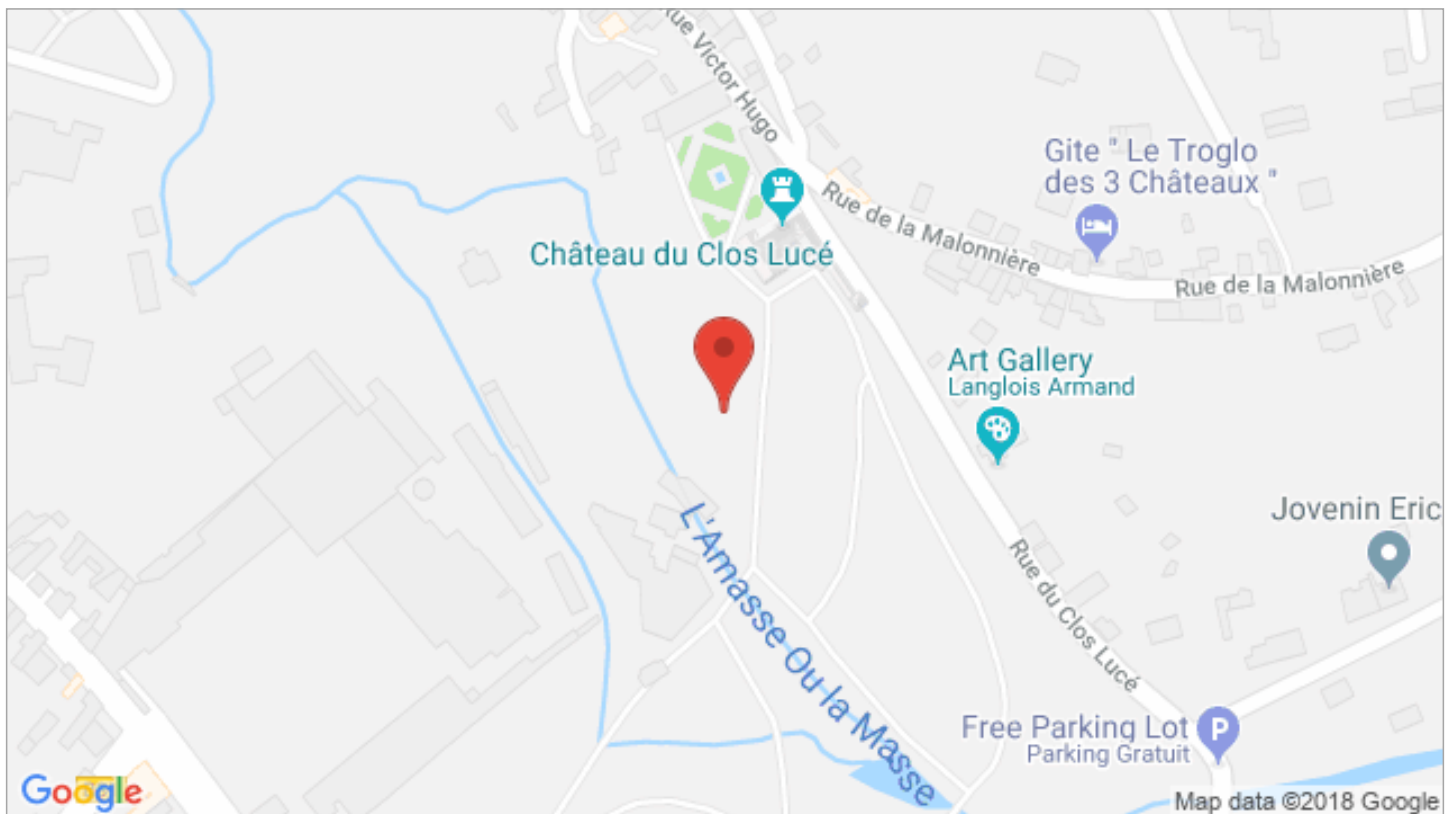 Rue Victor Hugo
Gite " Le Troglo
des 3 Châteaux "
Rue de la Malonnière
Château du Clos Lucé
Rue de la Malonnière
Art Gallery
Langlois Armand
Jovenin Eric
L'Amasse Ou la Masse
Rue du Clos Lucé
Free Parking Lot
Parking Gratuit
P
Google
Map data ©2018 Google